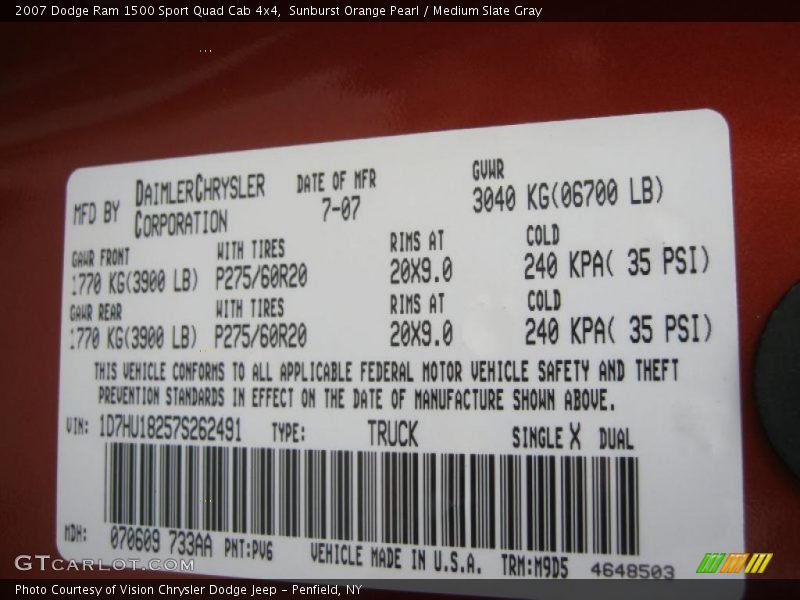 2007 Dodge Ram 1500 Sport Quad Cab 4x4,  Sunburst Orange Pearl / Medium Slate Gray
MFD BY DAIMLERCHRYSLER CORPORATION
DATE OF MFR 7-07
GVWR 3040 KG(06700 LB)
GAWR FRONT WITH TIRES RIMS AT COLD
1770 KG(3900 LB) P275/60R20 20X9.0 240 KPA( 35 PSI)
GAWR REAR WITH TIRES RIMS AT COLD
1770 KG(3900 LB) P275/60R20 20X9.0 240 KPA( 35 PSI)
THIS VEHICLE CONFORMS TO ALL APPLICABLE FEDERAL MOTOR VEHICLE SAFETY AND THEFT
PREVENTION STANDARDS IN EFFECT ON THE DATE OF MANUFACTURE SHOWN ABOVE.
VIN: 1D7HU18257S262491 TYPE: TRUCK SINGLE X DUAL
MDH: 070609 733AA PNT:PV6 VEHICLE MADE IN U.S.A. TRM:M9D5 4648503
GTCarLot.com
Photo Courtesy of Vision Chrysler Dodge Jeep - Penfield, NY